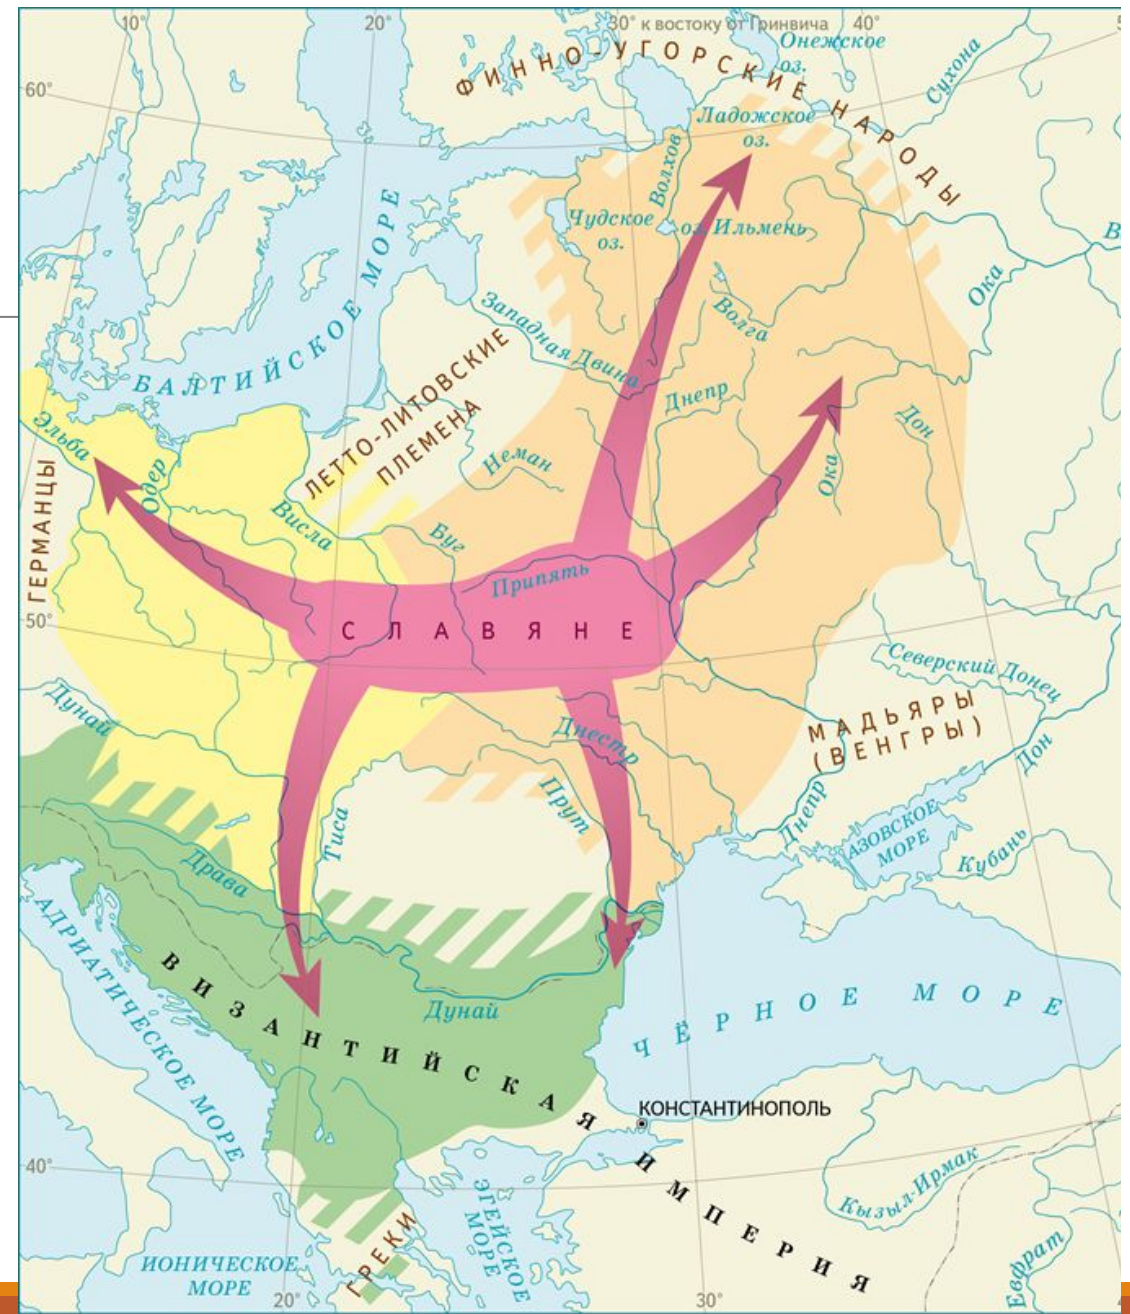 10°
20°
30° к востоку от Гринвича
40°
5
Онежское
оз.
Сухона
ФИННО-УГОРСКИЕ НАРОДЫ
60°
Ладожское
оз.
Волхов
Чудское
оз.
оз. Ильмень
В
Ока
БАЛТИЙСКОЕ МОРЕ
Западная Двина
Волга
ЛЕТТО-ЛИТОВСКИЕ
ПЛЕМЕНА
Днепр
Дон
Эльба
Одер
Неман
Ока
ГЕРМАНЦЫ
Висла
Буг
Припять
50°
СЛАВЯНЕ
Северский Донец
Дунай
Днестр
МАДЬЯРЫ
(ВЕНГРЫ)
Дон
Тиса
Прут
Днепр
АЗОВСКОЕ
МОРЕ
Кубань
Драва
АДРИАТИЧЕСКОЕ МОРЕ
ВИЗАНТИЙСКАЯ ИМПЕРИЯ
Дунай
ЧЁРНОЕ МОРЕ
КОНСТАНТИНОПОЛЬ
40°
Кызыл-Ирмак
ЭГЕЙСКОЕ
МОРЕ
ГРЕКИ
ИОНИЧЕСКОЕ
МОРЕ
Евфрат
20°
30°
4